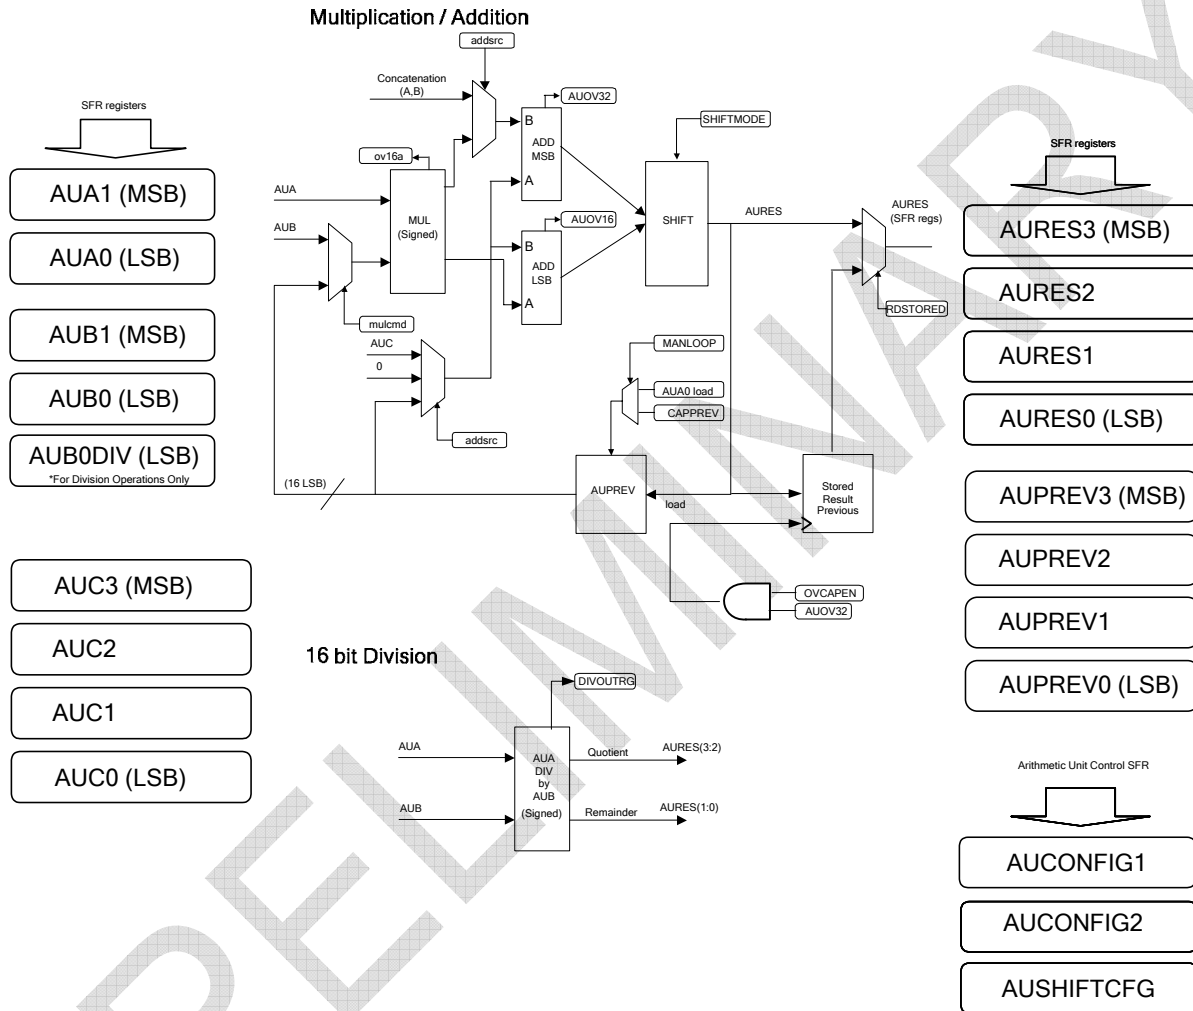 Multiplication / Addition
addsrc
Concatenation
(A,B)
SFR registers
AUOV32
B
ADD
MSB
A
SHIFTMODE
SFR registers
ov16a
AUA1 (MSB)
AUA
MUL
(Signed)
AUB
AUOV16
B
ADD
LSB
A
SHIFT
AURES
AURES
(SFR regs)
AURES3 (MSB)
AUA0 (LSB)
AURES2
RDSTORED
AUB1 (MSB)
mulcmd
AUC
0
MANLOOP
AURES1
AUB0 (LSB)
AUA0 load
CAPPREV
AURES0 (LSB)
addsrc
AUB0DIV (LSB)
*For Division Operations Only
(16 LSB)
AUPREV
load
Stored
Result
Previous
AUPREV3 (MSB)
AUPREV2
AUC3 (MSB)
OVCAPEN
AUOV32
AUPREV1
AUC2
16 bit Division
DIVOUTRG
AUPREV0 (LSB)
AUC1
AUA
AUA
DIV
by
AUB
(Signed)
Quotient
AURES(3:2)
AUC0 (LSB)
AUB
Remainder
AURES(1:0)
Arithmetic Unit Control SFR
AUCONFIG1
AUCONFIG2
AUSHIFTCFG
PRELIMINARY